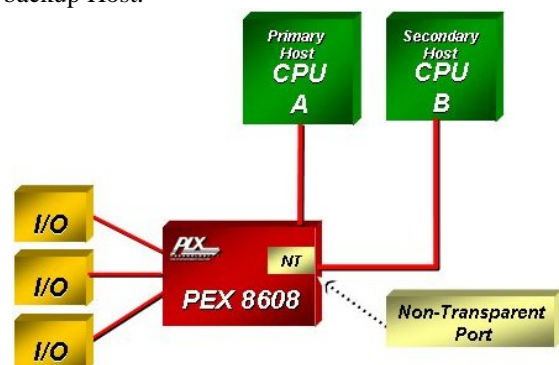 backup Host.
Primary
Host
CPU
A
Secondary
Host
CPU
B
I/O
I/O
I/O
PLX
NT
PEX 8608
Non-Transparent
Port